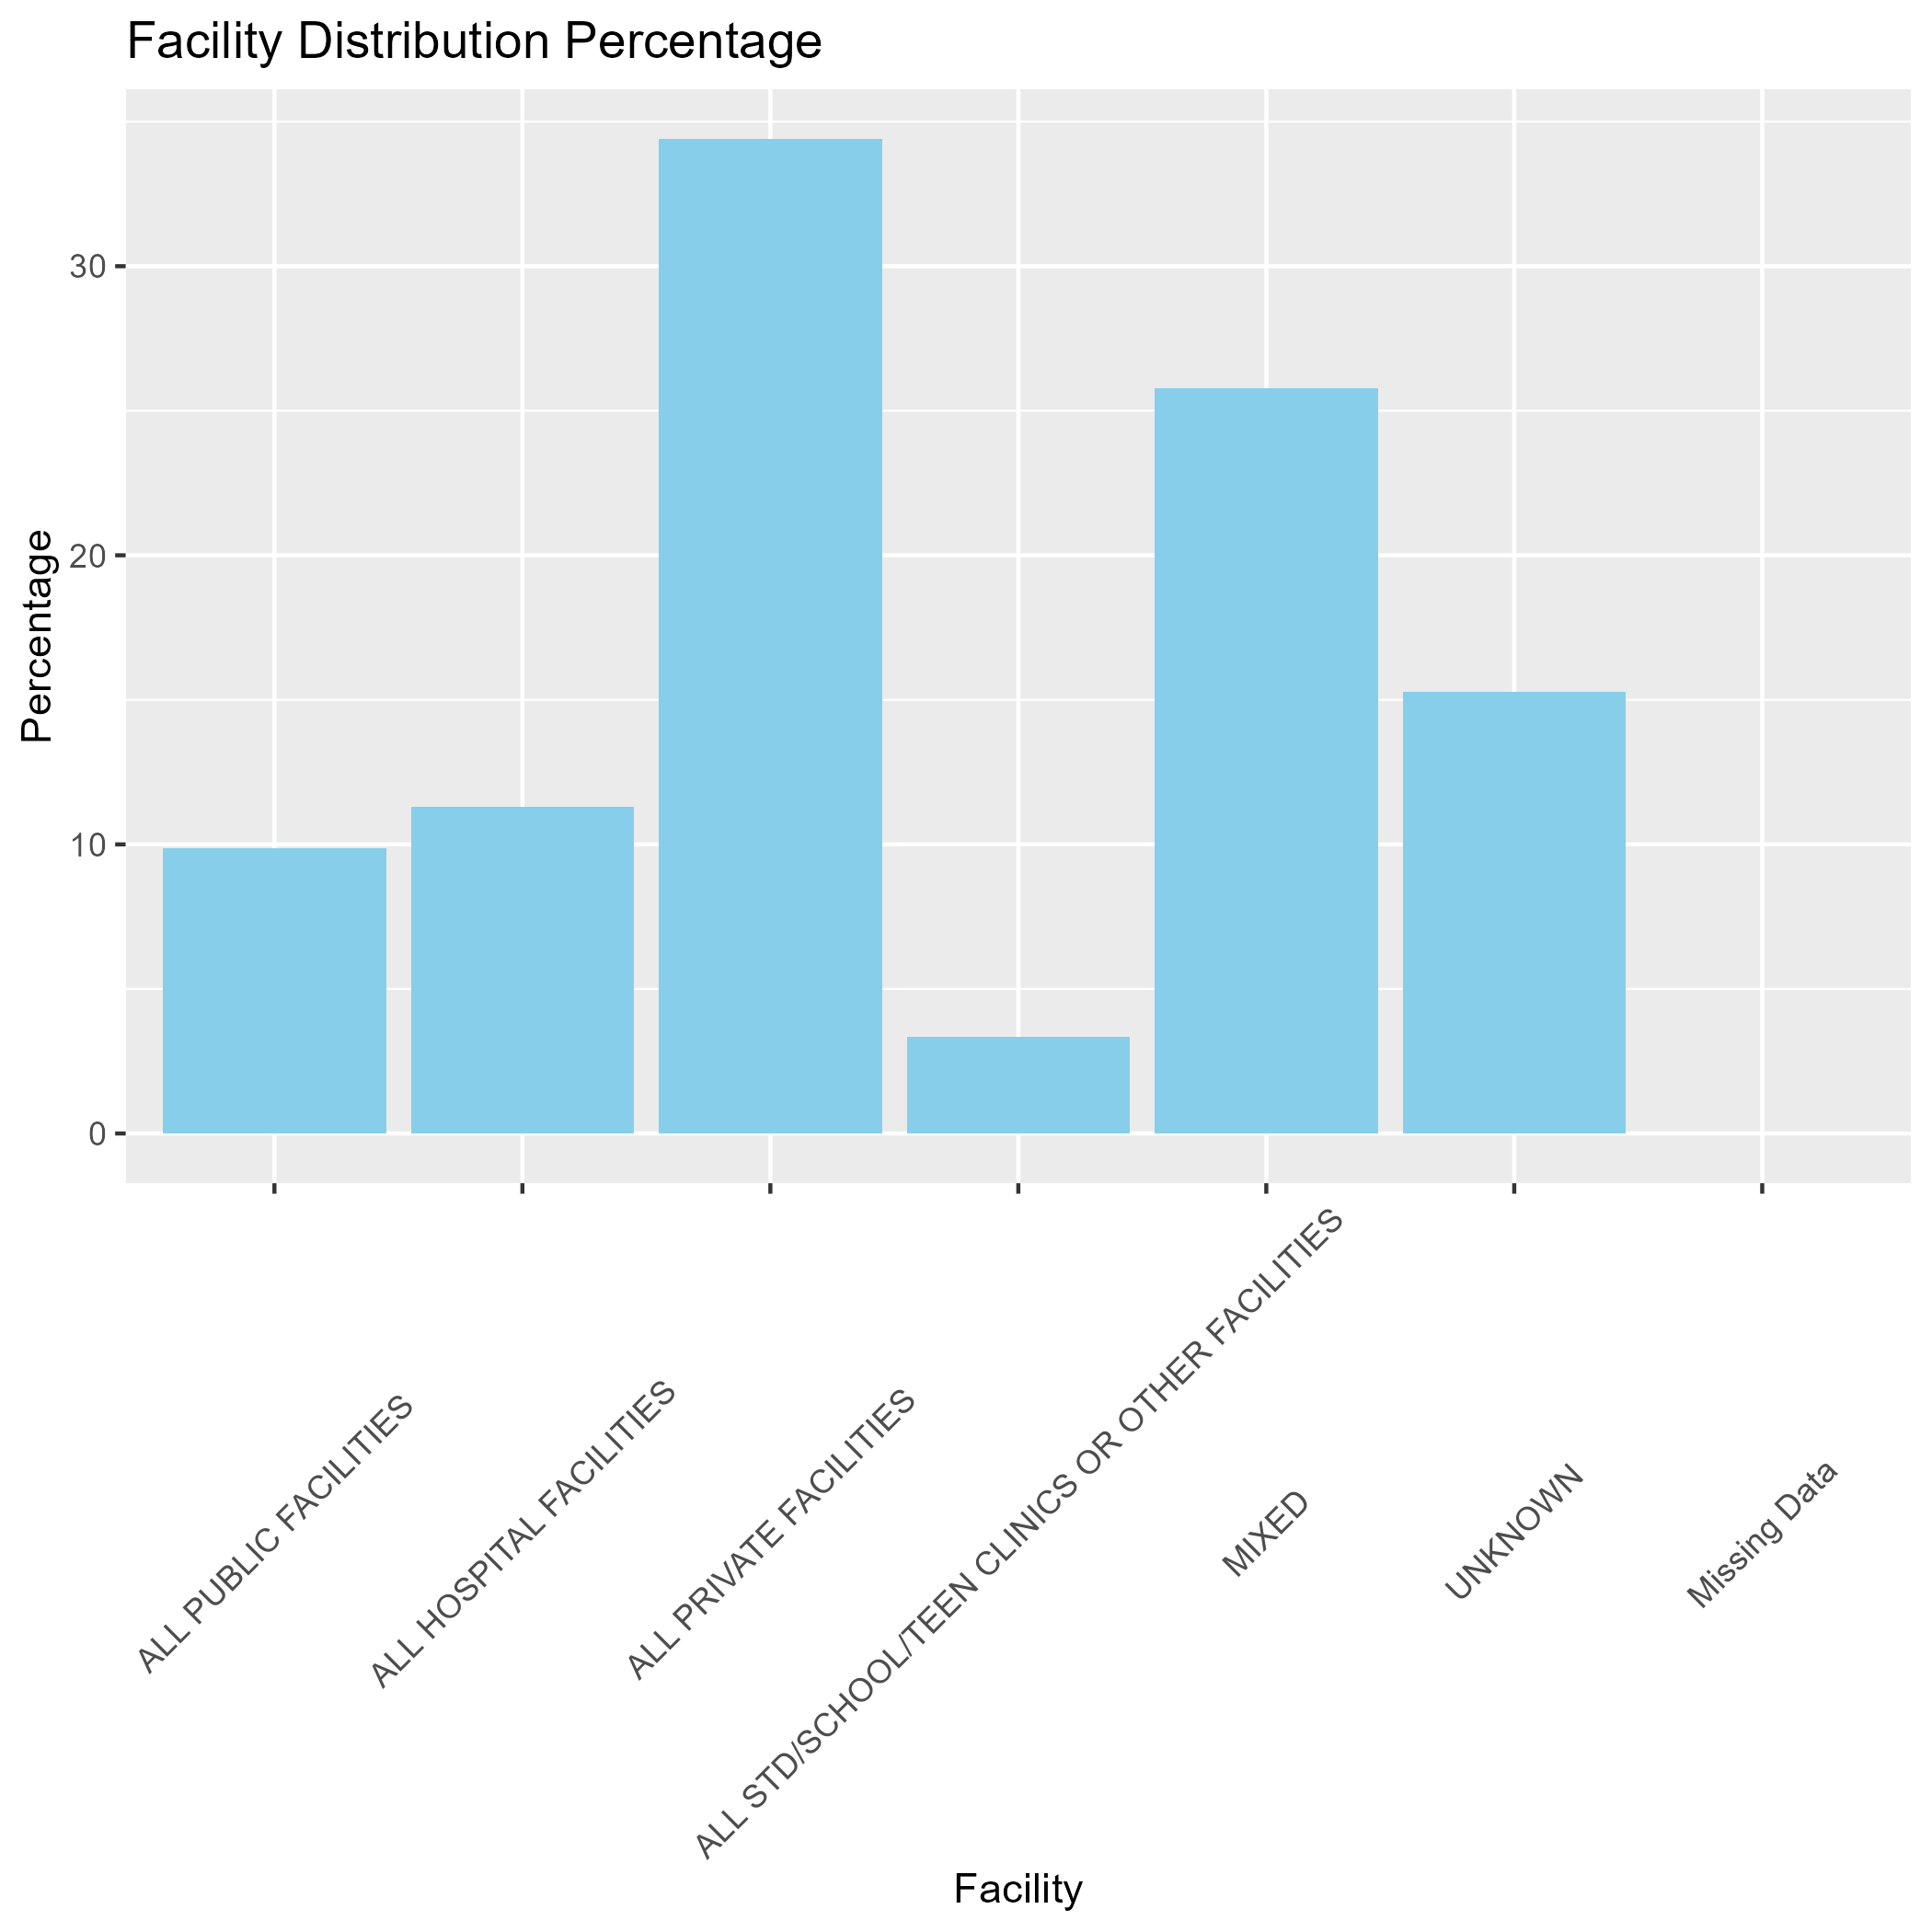 Facility Distribution Percentage
Percentage
30
20
10
0
ALL PUBLIC FACILITIES
ALL HOSPITAL FACILITIES
ALL PRIVATE FACILITIES
ALL STD/SCHOOL/TEEN CLINICS OR OTHER FACILITIES
MIXED
UNKNOWN
Missing Data
Facility